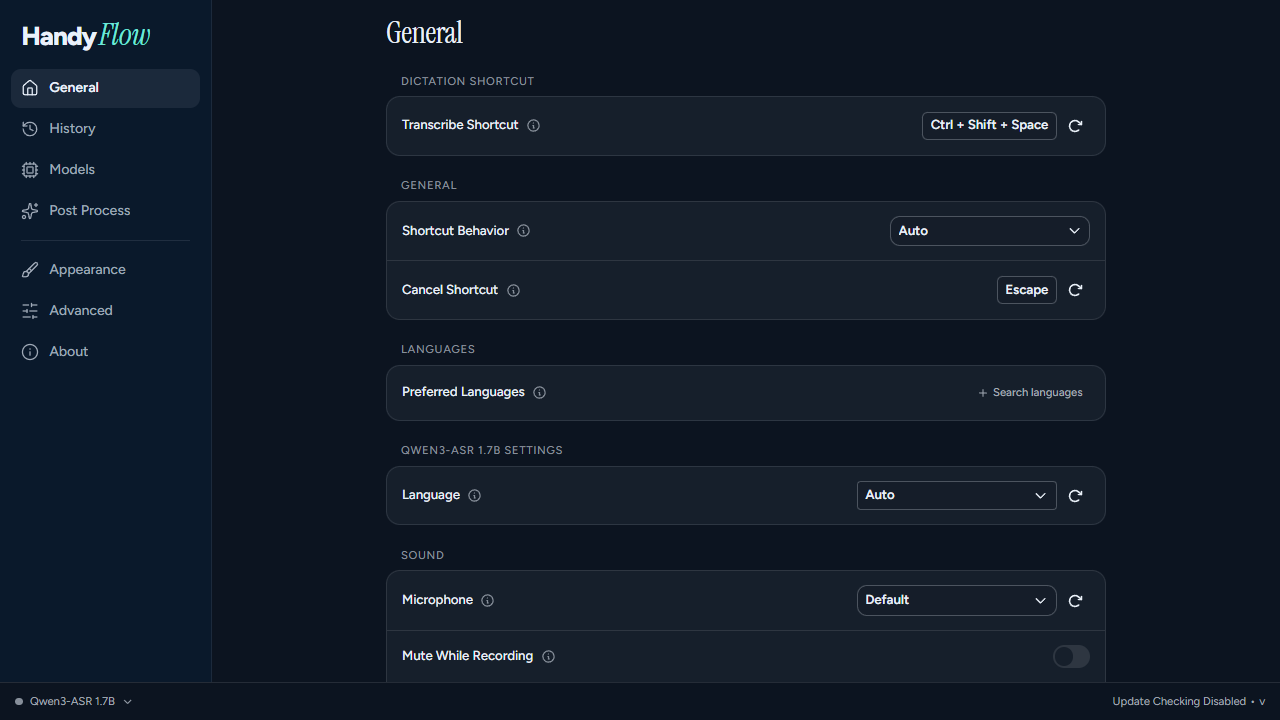 Handy Flow
General
History
Models
Post Process
Appearance
Advanced
About
General
DICTATION SHORTCUT
Transcribe Shortcut
Ctrl + Shift + Space
GENERAL
Shortcut Behavior
Auto
Cancel Shortcut
Escape
LANGUAGES
Preferred Languages
+ Search languages
QWEN3-ASR 1.7B SETTINGS
Language
Auto
SOUND
Microphone
Default
Mute While Recording
Qwen3-ASR 1.7B
Update Checking Disabled • v